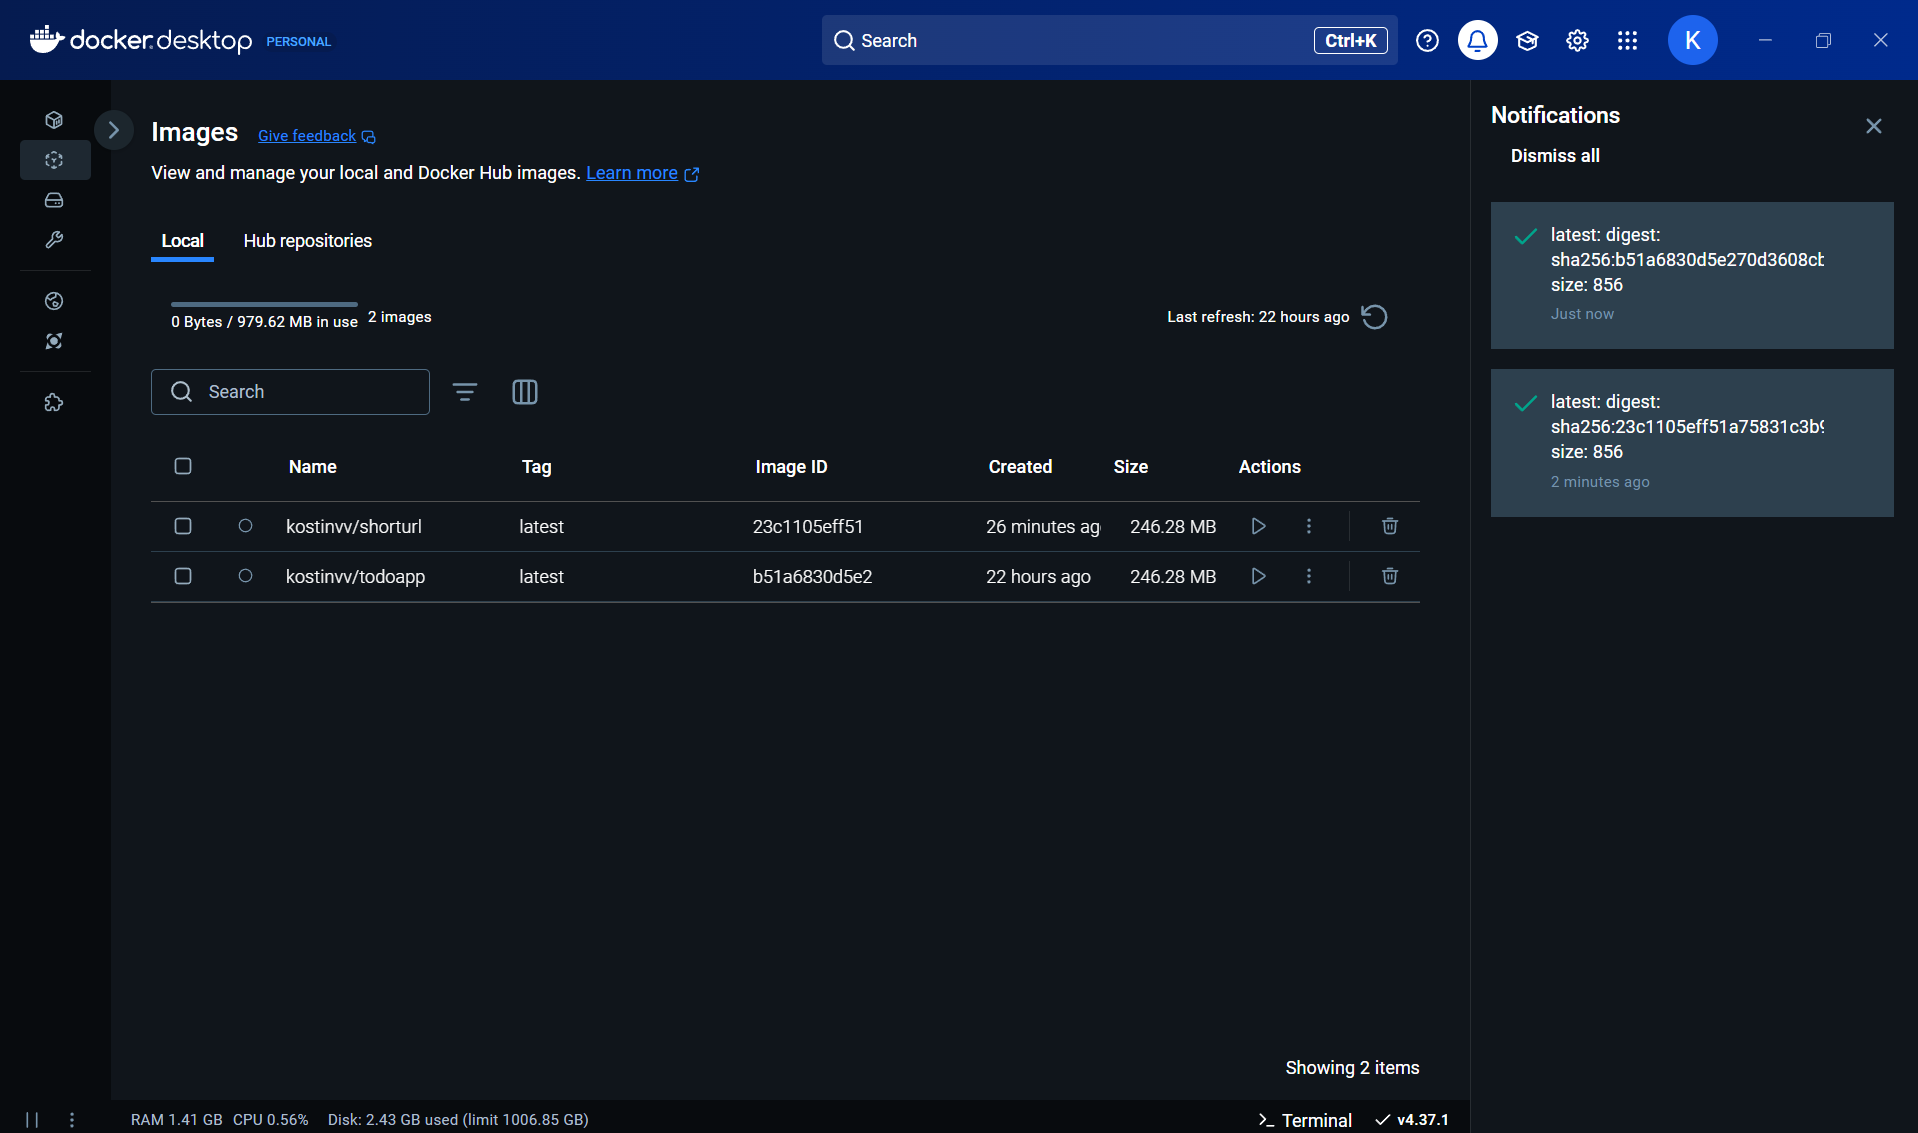 docker.desktop PERSONAL
Search Ctrl+K
K
Images Give feedback
View and manage your local and Docker Hub images. Learn more
Local Hub repositories
0 Bytes / 979.62 MB in use 2 images
Last refresh: 22 hours ago
Search
Name Tag Image ID Created Size Actions
kostinvv/shorturl latest 23c1105eff51 26 minutes ag 246.28 MB
kostinvv/todoapp latest b51a6830d5e2 22 hours ago 246.28 MB
Showing 2 items
Notifications
Dismiss all
latest: digest:
sha256:b51a6830d5e270d3608cb
size: 856
Just now
latest: digest:
sha256:23c1105eff51a75831c3b9
size: 856
2 minutes ago
RAM 1.41 GB CPU 0.56% Disk: 2.43 GB used (limit 1006.85 GB)
>_ Terminal v4.37.1